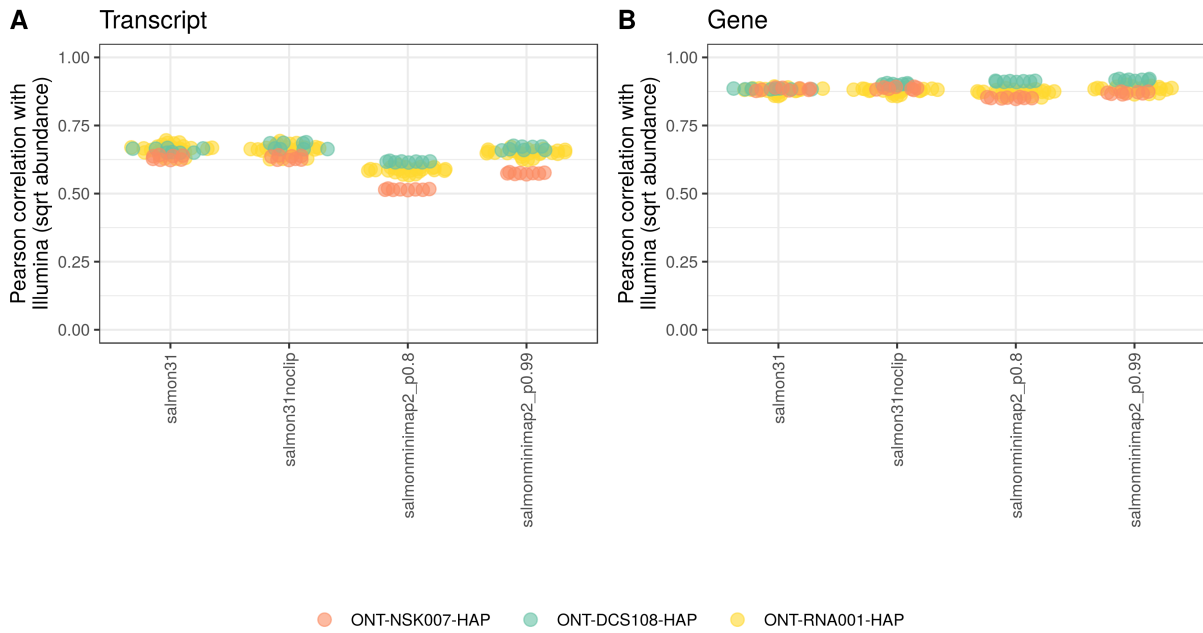 A
Transcript
Pearson correlation with
Illumina (sqrt abundance)
1.00
0.75
0.50
0.25
0.00
salmon31
salmon31noclip
salmonminimap2_p0.8
salmonminimap2_p0.99
B
Gene
Pearson correlation with
Illumina (sqrt abundance)
1.00
0.75
0.50
0.25
0.00
salmon31
salmon31noclip
salmonminimap2_p0.8
salmonminimap2_p0.99
ONT-NSK007-HAP ONT-DCS108-HAP ONT-RNA001-HAP